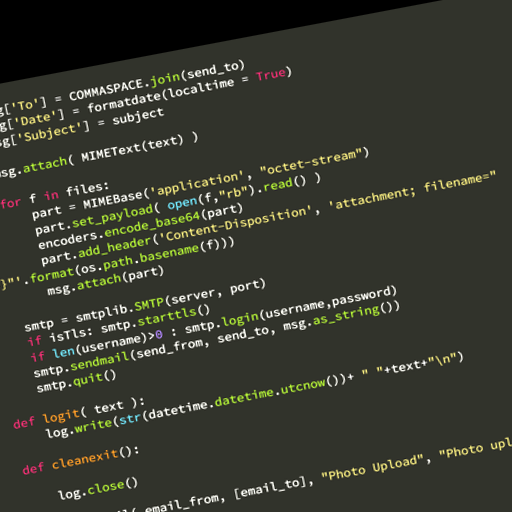 g['To'] = COMMASPACE.join(send_to)
g['Date'] = formatdate(localtime = True)
sg['Subject'] = subject
msg.attach( MIMEText(text) )
for f in files:
part = MIMEBase('application', "octet-stream")
part.set_payload( open(f,"rb").read() )
encoders.encode_base64(part)
part.add_header('Content-Disposition', 'attachment; filename="
}"'.format(os.path.basename(f)))
msg.attach(part)
smtp = smtplib.SMTP(server, port)
if isTls: smtp.starttls()
if len(username)>0 : smtp.login(username,password)
smtp.sendmail(send_from, send_to, msg.as_string())
smtp.quit()
def logit( text ):
log.write(str(datetime.datetime.utcnow())+ " "+text+"\n")
def cleanexit():
log.close()
email_from, [email_to], "Photo Upload", "Photo upl